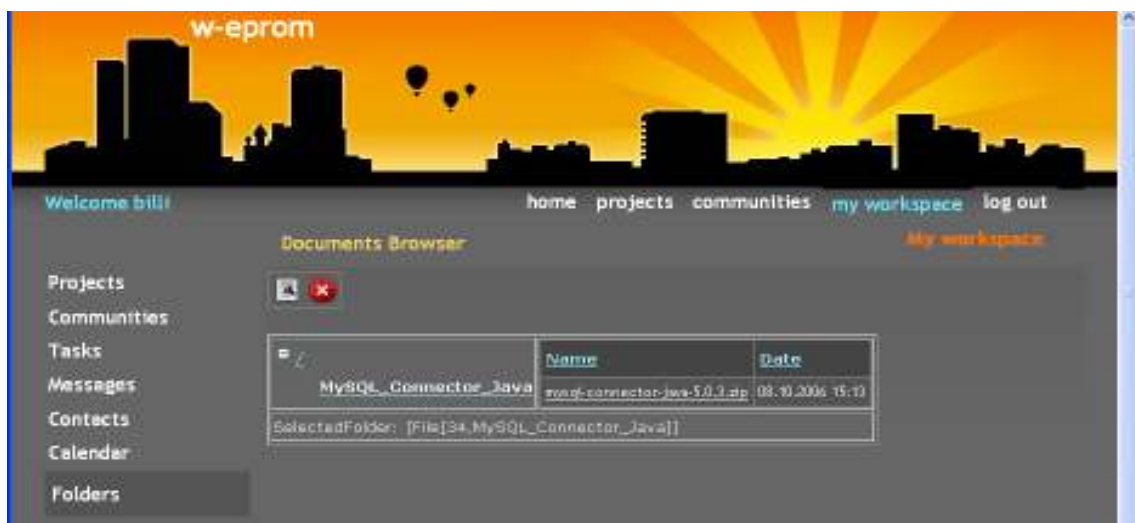 w-eprom
Welcome bill!
home projects communities my workspace log out
Documents Browser
My workspace
Projects
Communities
Tasks
Messages
Contacts
Calendar
Folders
/
MySQL_Connector_Java
Name Date
mysql-connector-java-5.0.3.zip 08.10.2006 15:13
SelectedFolder: [File[34,MySQL_Connector_Java]]